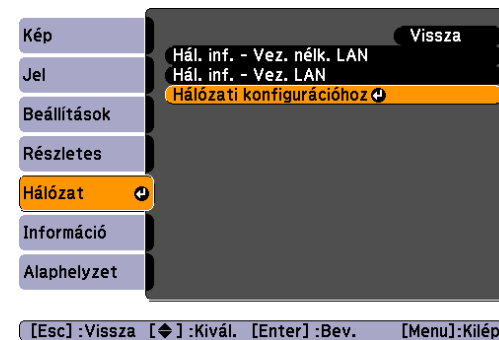 Kép
Jel
Beállítások
Részletes
Hálózat
Információ
Alaphelyzet
Vissza
Hál. inf. - Vez. nélk. LAN
Hál. inf. - Vez. LAN
Hálózati konfigurációhoz
[Esc] :Vissza [◆] :Kivál. [Enter] :Bev. [Menu]:Kilép